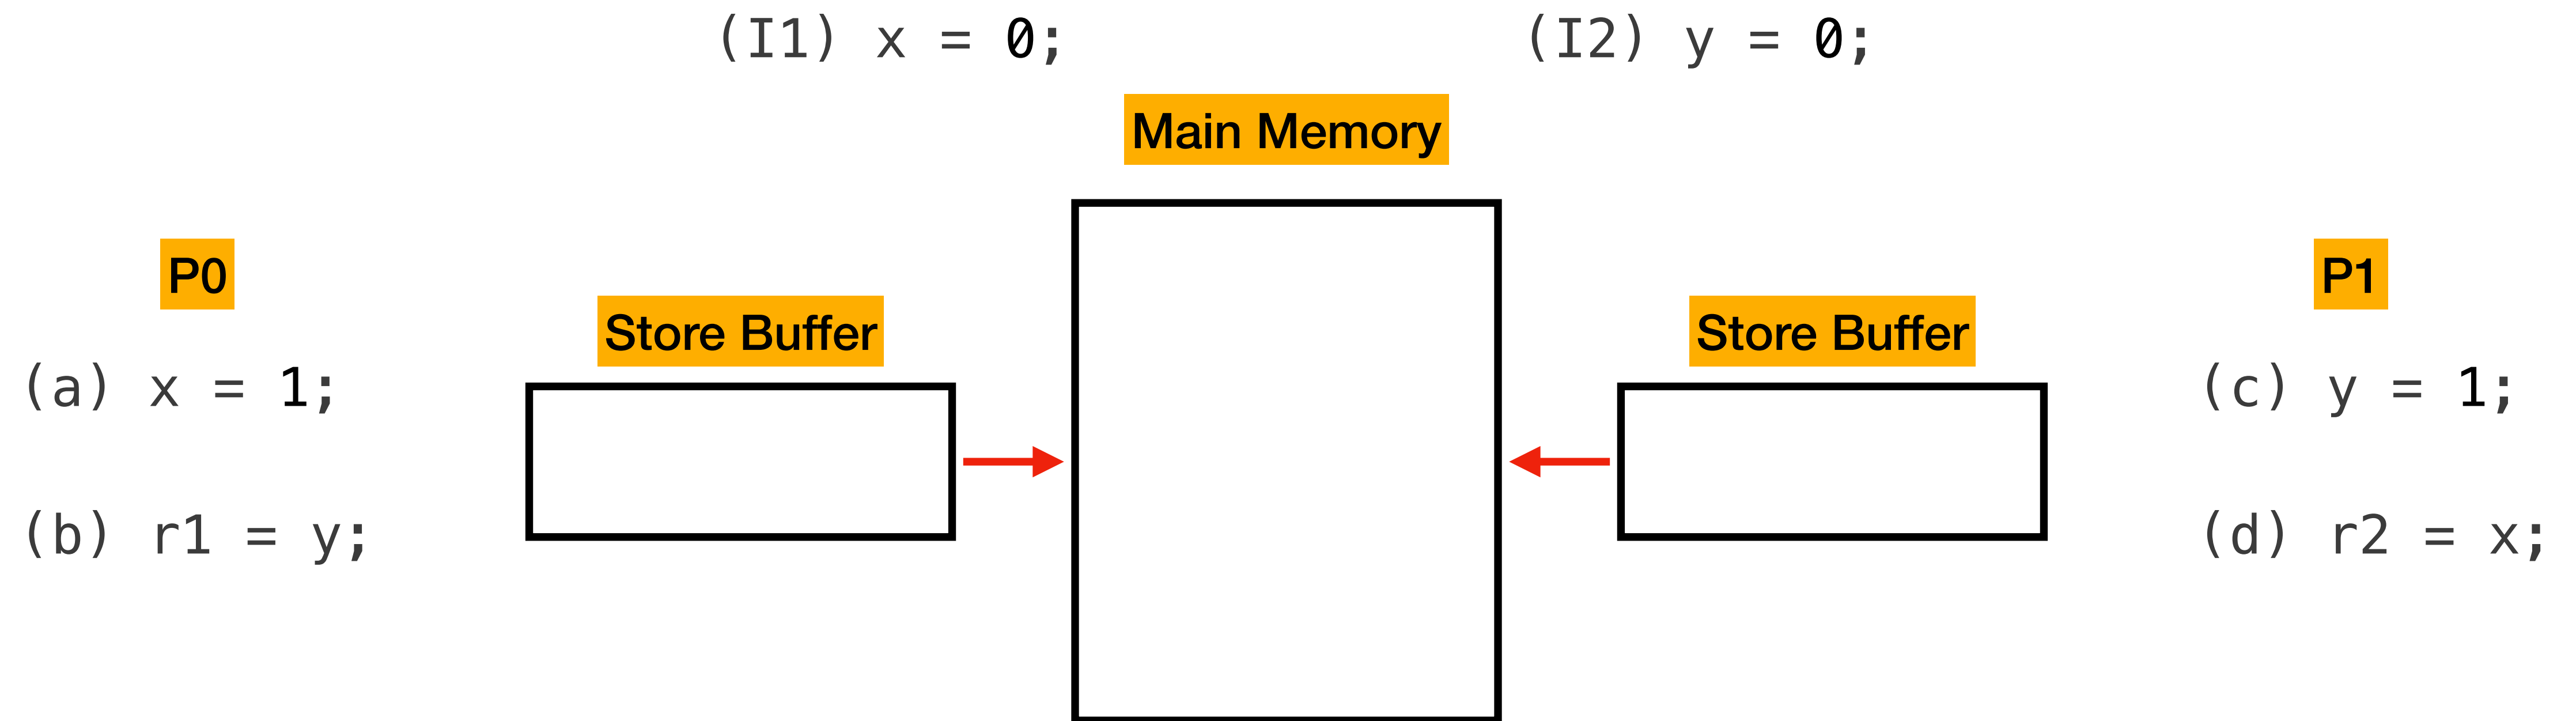 (I1) x = 0;
(I2) y = 0;
Main Memory
P0
P1
Store Buffer
Store Buffer
(a) x = 1;
(c) y = 1;
(b) r1 = y;
(d) r2 = x;